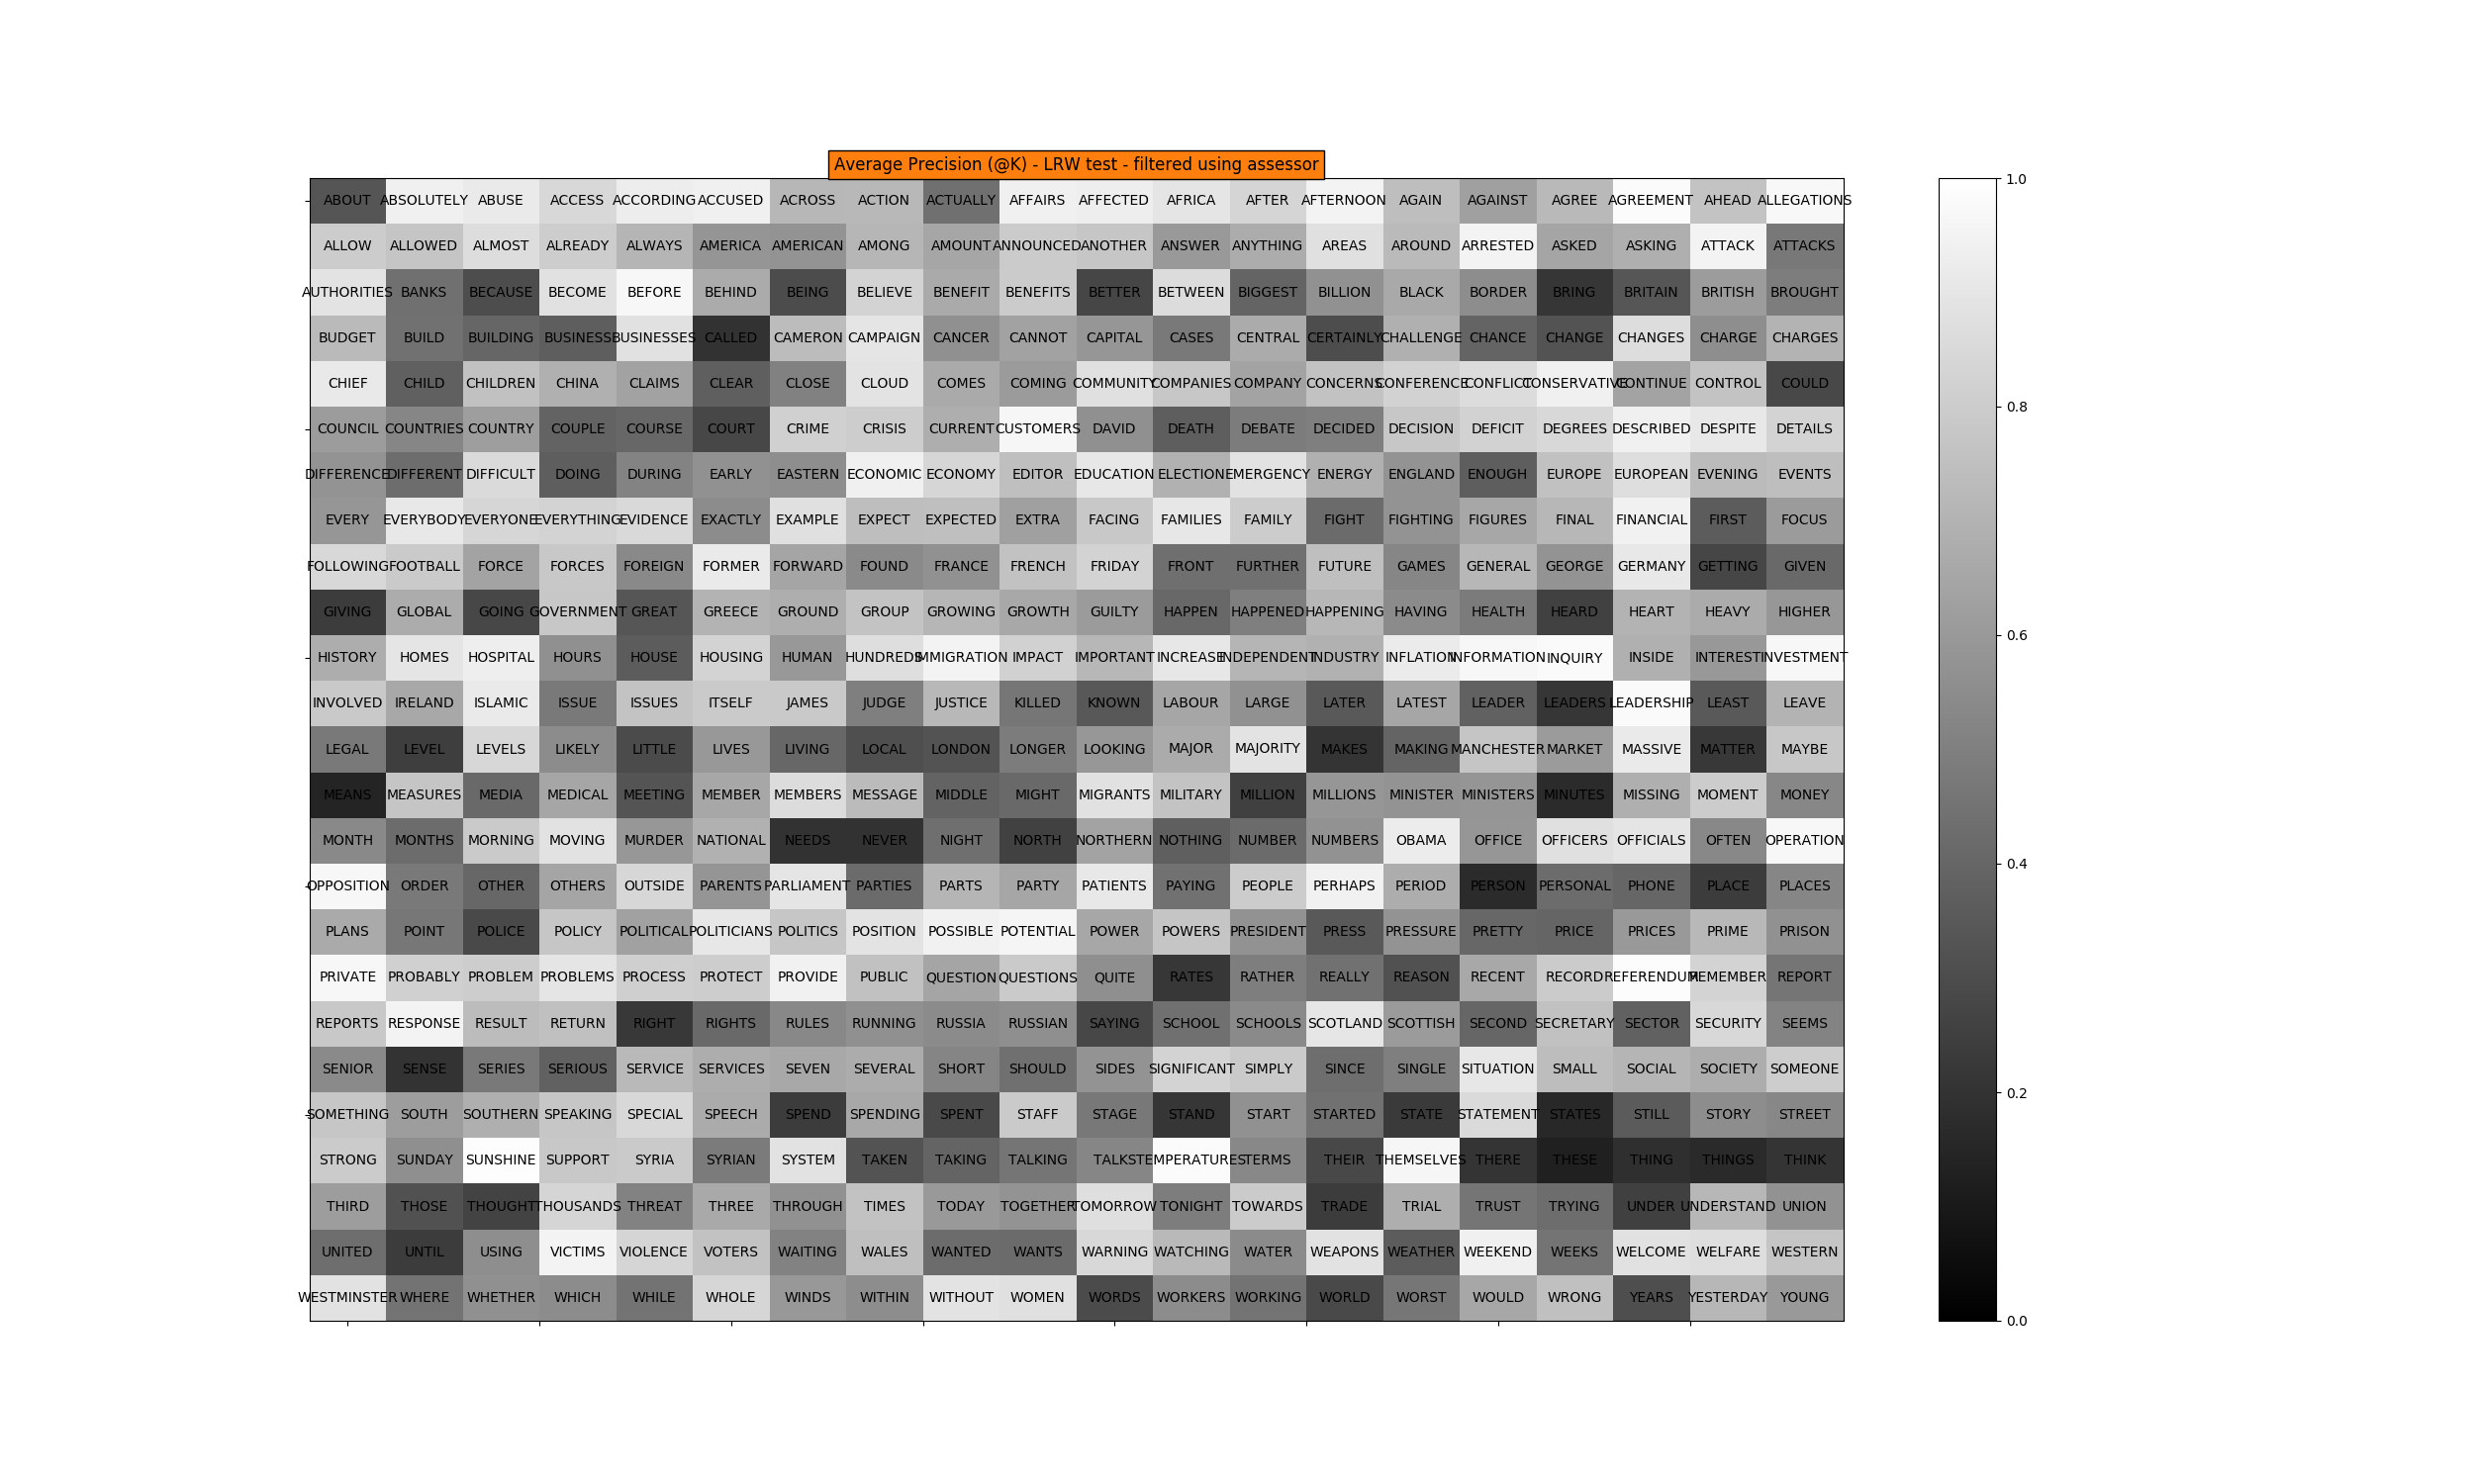 Average Precision (@K) - LRW test - filtered using assessor
ABOUT ABSOLUTELY ABUSE ACCESS ACCORDING ACCUSED ACROSS ACTION ACTUALLY AFFAIRS AFFECTED AFRICA AFTER AFTERNOON AGAIN AGAINST AGREE AGREEMENT AHEAD ALLEGATIONS 1.0
ALLOW ALLOWED ALMOST ALREADY ALWAYS AMERICA AMERICAN AMONG AMOUNT ANNOUNCED ANOTHER ANSWER ANYTHING AREAS AROUND ARRESTED ASKED ASKING ATTACK ATTACKS
AUTHORITIES BANKS BECAUSE BECOME BEFORE BEHIND BEING BELIEVE BENEFIT BENEFITS BETTER BETWEEN BIGGEST BILLION BLACK BORDER BRING BRITAIN BRITISH BROUGHT
BUDGET BUILD BUILDING BUSINESS BUSINESSES CALLED CAMERON CAMPAIGN CANCER CANNOT CAPITAL CASES CENTRAL CERTAINLY CHALLENGE CHANCE CHANGE CHANGES CHARGE CHARGES
CHIEF CHILD CHILDREN CHINA CLAIMS CLEAR CLOSE CLOUD COMES COMING COMMUNITY COMPANIES COMPANY CONCERNS CONFERENCE CONFLICT CONSERVATIVE CONTINUE CONTROL COULD
0.8
COUNCIL COUNTRIES COUNTRY COUPLE COURSE COURT CRIME CRISIS CURRENT CUSTOMERS DAVID DEATH DEBATE DECIDED DECISION DEFICIT DEGREES DESCRIBED DESPITE DETAILS
DIFFERENCE DIFFERENT DIFFICULT DOING DURING EARLY EASTERN ECONOMIC ECONOMY EDITOR EDUCATION ELECTION EMERGENCY ENERGY ENGLAND ENOUGH EUROPE EUROPEAN EVENING EVENTS
EVERY EVERYBODY EVERYONE EVERYTHING EVIDENCE EXACTLY EXAMPLE EXPECT EXPECTED EXTRA FACING FAMILIES FAMILY FIGHT FIGHTING FIGURES FINAL FINANCIAL FIRST FOCUS
FOLLOWING FOOTBALL FORCE FORCES FOREIGN FORMER FORWARD FOUND FRANCE FRENCH FRIDAY FRONT FURTHER FUTURE GAMES GENERAL GEORGE GERMANY GETTING GIVEN
GIVING GLOBAL GOING GOVERNMENT GREAT GREECE GROUND GROUP GROWING GROWTH GUILTY HAPPEN HAPPENED HAPPENING HAVING HEALTH HEARD HEART HEAVY HIGHER
0.6
HISTORY HOMES HOSPITAL HOURS HOUSE HOUSING HUMAN HUNDREDS IMMIGRATION IMPACT IMPORTANT INCREASE INDEPENDENT INDUSTRY INFLATION INFORMATION INQUIRY INSIDE INTEREST INVESTMENT
INVOLVED IRELAND ISLAMIC ISSUE ISSUES ITSELF JAMES JUDGE JUSTICE KILLED KNOWN LABOUR LARGE LATER LATEST LEADER LEADERS LEADERSHIP LEAST LEAVE
LEGAL LEVEL LEVELS LIKELY LITTLE LIVES LIVING LOCAL LONDON LONGER LOOKING MAJOR MAJORITY MAKES MAKING MANCHESTER MARKET MASSIVE MATTER MAYBE
MEANS MEASURES MEDIA MEDICAL MEETING MEMBER MEMBERS MESSAGE MIDDLE MIGHT MIGRANTS MILITARY MILLION MILLIONS MINISTER MINISTERS MINUTES MISSING MOMENT MONEY
MONTH MONTHS MORNING MOVING MURDER NATIONAL NEEDS NEVER NIGHT NORTH NORTHERN NOTHING NUMBER NUMBERS OBAMA OFFICE OFFICERS OFFICIALS OFTEN OPERATION
0.4
OPPOSITION ORDER OTHER OTHERS OUTSIDE PARENTS PARLIAMENT PARTIES PARTS PARTY PATIENTS PAYING PEOPLE PERHAPS PERIOD PERSON PERSONAL PHONE PLACE PLACES
PLANS POINT POLICE POLICY POLITICAL POLITICIANS POLITICS POSITION POSSIBLE POTENTIAL POWER POWERS PRESIDENT PRESS PRESSURE PRETTY PRICE PRICES PRIME PRISON
PRIVATE PROBABLY PROBLEM PROBLEMS PROCESS PROTECT PROVIDE PUBLIC QUESTION QUESTIONS QUITE RATES RATHER REALLY REASON RECENT RECORD REFERENDUM REMEMBER REPORT
REPORTS RESPONSE RESULT RETURN RIGHT RIGHTS RULES RUNNING RUSSIA RUSSIAN SAYING SCHOOL SCHOOLS SCOTLAND SCOTTISH SECOND SECRETARY SECTOR SECURITY SEEMS
SENIOR SENSE SERIES SERIOUS SERVICE SERVICES SEVEN SEVERAL SHORT SHOULD SIDES SIGNIFICANT SIMPLY SINCE SINGLE SITUATION SMALL SOCIAL SOCIETY SOMEONE
0.2
SOMETHING SOUTH SOUTHERN SPEAKING SPECIAL SPEECH SPEND SPENDING SPENT STAFF STAGE STAND START STARTED STATE STATEMENT STATES STILL STORY STREET
STRONG SUNDAY SUNSHINE SUPPORT SYRIA SYRIAN SYSTEM TAKEN TAKING TALKING TALKS TEMPERATURES TERMS THEIR THEMSELVES THERE THESE THING THINGS THINK
THIRD THOSE THOUGHT THOUSANDS THREAT THREE THROUGH TIMES TODAY TOGETHER TOMORROW TONIGHT TOWARDS TRADE TRIAL TRUST TRYING UNDER UNDERSTAND UNION
UNITED UNTIL USING VICTIMS VIOLENCE VOTERS WAITING WALES WANTED WANTS WARNING WATCHING WATER WEAPONS WEATHER WEEKEND WEEKS WELCOME WELFARE WESTERN
WESTMINSTER WHERE WHETHER WHICH WHILE WHOLE WINDS WITHIN WITHOUT WOMEN WORDS WORKERS WORKING WORLD WORST WOULD WRONG YEARS YESTERDAY YOUNG
0.0